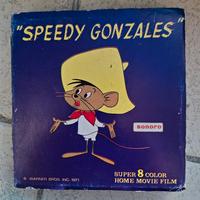 "SPEEDY GONZALES"
sonoro
SUPER 8 COLOR
HOME MOVIE FILM
© WARNER BROS. INC. 1971